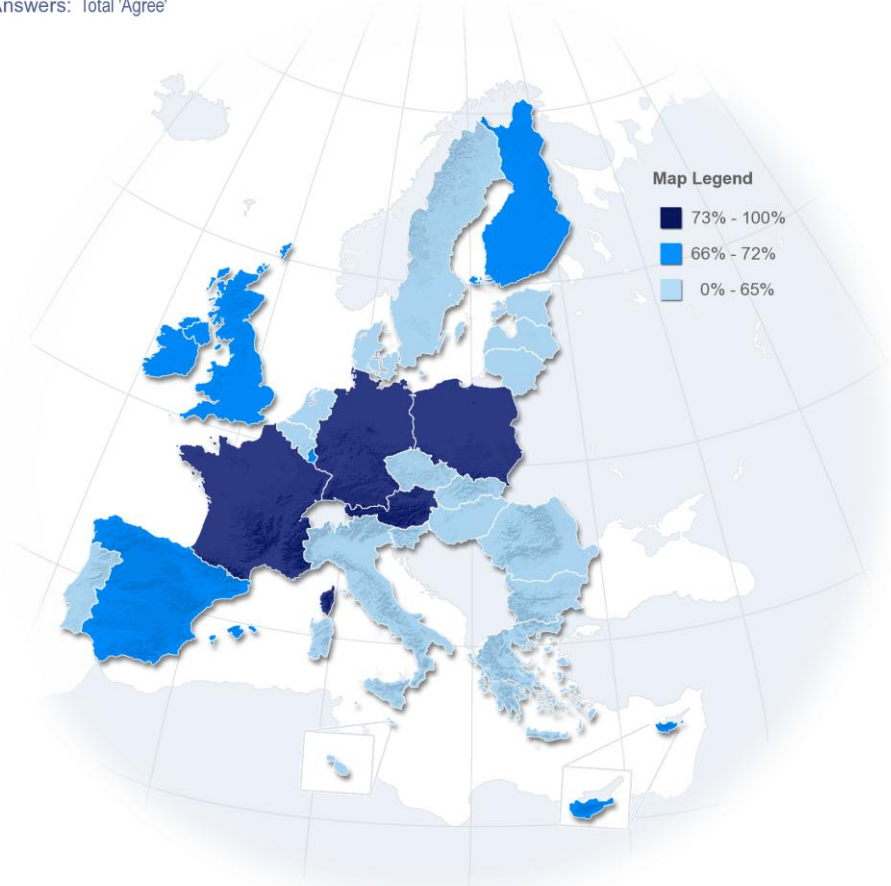 Answers: Total 'Agree'
Map Legend
73% - 100%
66% - 72%
0% - 65%